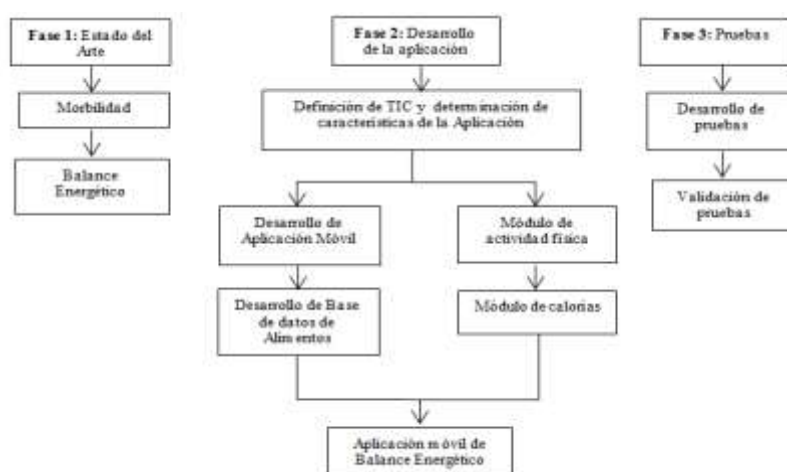 Fase 1: Estado del
Arte
Morbilidad
Balance
Energético
Fase 2: Desarrollo
de la aplicación
Definición de TIC y determinación de
características de la Aplicación
Desarrollo de
Aplicación Móvil
Desarrollo de Base
de datos de
Alimentos
Módulo de
actividad física
Módulo de calorías
Aplicación móvil de
Balance Energético
Fase 3: Pruebas
Desarrollo de
pruebas
Validación de
pruebas